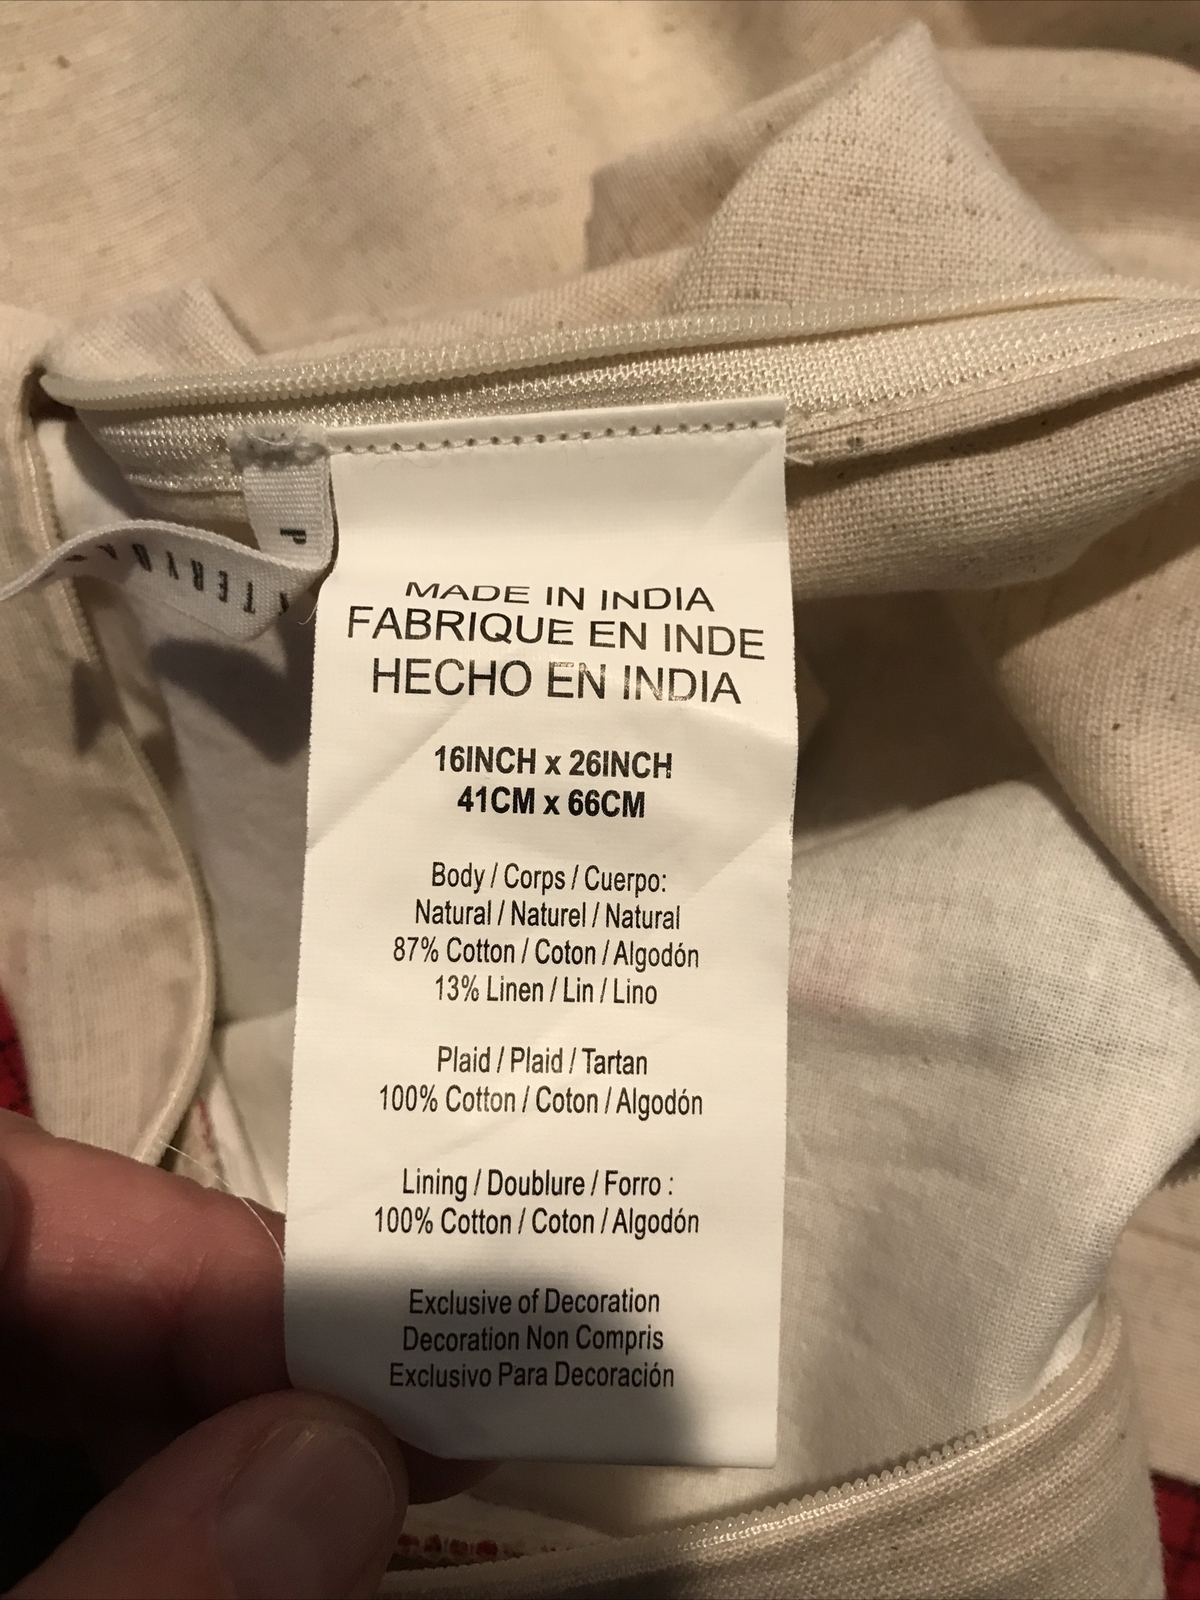 MADE IN INDIA
FABRIQUE EN INDE
HECHO EN INDIA
16INCH x 26INCH
41CM x 66CM
Body / Corps / Cuerpo:
Natural / Naturel / Natural
87% Cotton / Coton / Algodón
13% Linen / Lin / Lino
Plaid / Plaid / Tartan
100% Cotton / Coton / Algodón
Lining / Doublure / Forro :
100% Cotton / Coton / Algodón
Exclusive of Decoration
Decoration Non Compris
Exclusivo Para Decoración